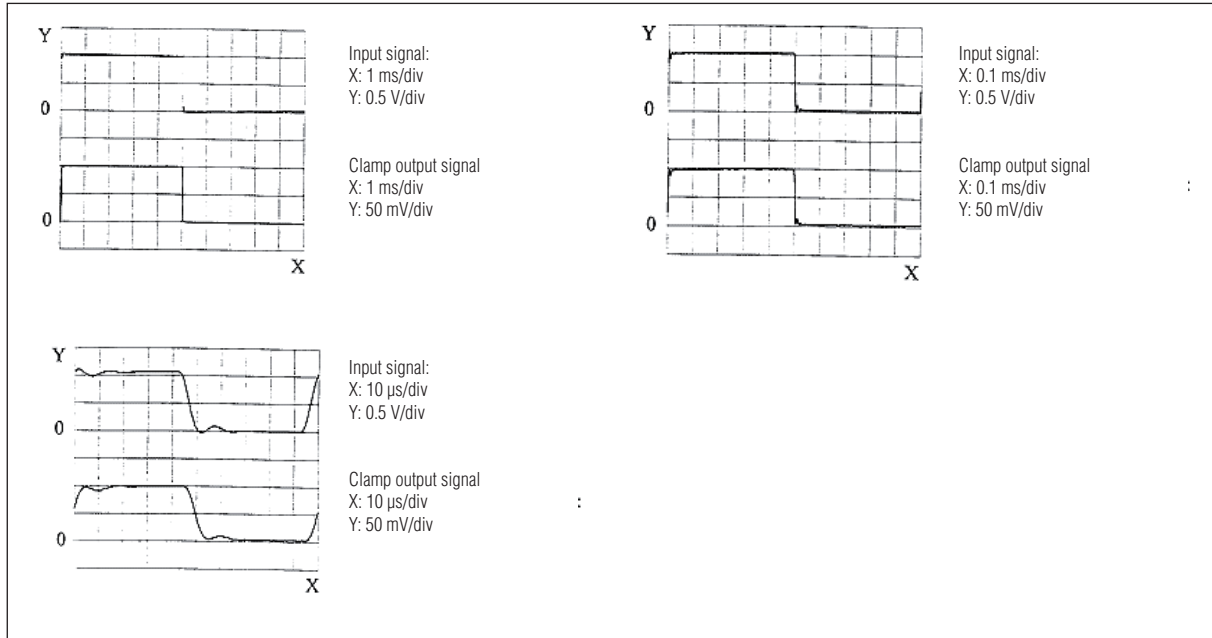 Y
0
0
X
Input signal:
X: 1 ms/div
Y: 0.5 V/div
Clamp output signal
X: 1 ms/div
Y: 50 mV/div
Y
0
0
X
Input signal:
X: 0.1 ms/div
Y: 0.5 V/div
Clamp output signal
X: 0.1 ms/div
:
Y: 50 mV/div
Y
0
0
X
Input signal:
X: 10 µs/div
Y: 0.5 V/div
Clamp output signal
X: 10 µs/div
:
Y: 50 mV/div